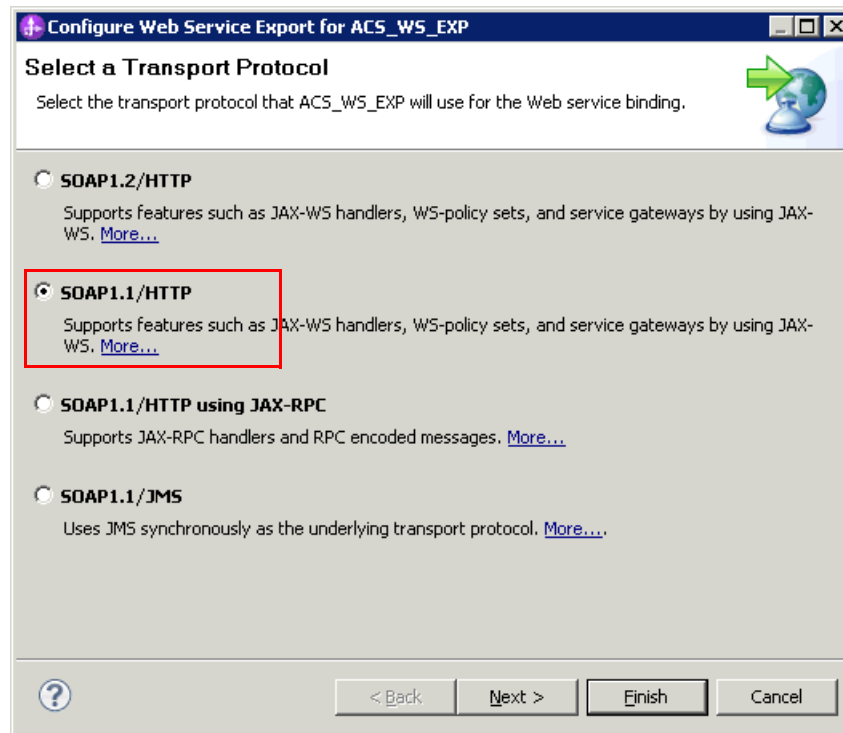 Configure Web Service Export for ACS_WS_EXP
Select a Transport Protocol
Select the transport protocol that ACS_WS_EXP will use for the Web service binding.
SOAP1.2/HTTP
Supports features such as JAX-WS handlers, WS-policy sets, and service gateways by using JAX-
WS. More...
SOAP1.1/HTTP
Supports features such as JAX-WS handlers, WS-policy sets, and service gateways by using JAX-
WS. More...
SOAP1.1/HTTP using JAX-RPC
Supports JAX-RPC handlers and RPC encoded messages. More...
SOAP1.1/JMS
Uses JMS synchronously as the underlying transport protocol. More....
?
< Back Next > Finish Cancel